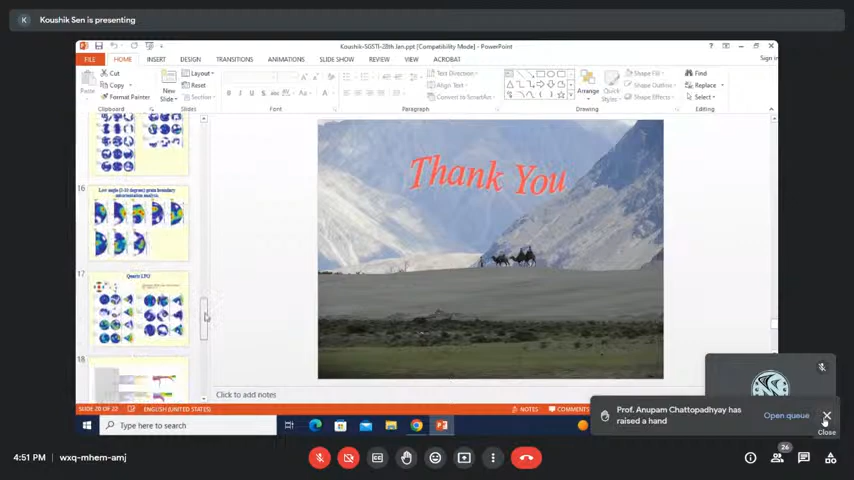 K Koushik Sen is presenting
Koushik-SGSTI-28th Jan.ppt [Compatibility Mode] - PowerPoint
Sign in
FILE HOME INSERT DESIGN TRANSITIONS ANIMATIONS SLIDE SHOW REVIEW VIEW ACROBAT
Cut
Copy
Format Painter
Paste
New
Slide
Layout
Reset
Section
Text Direction
Align Text
Convert to SmartArt
Arrange
Quick
Styles
Shape Fill
Shape Outline
Shape Effects
Find
Replace
Select
Clipboard Slides Font Paragraph Drawing Editing
16
Low angle (2-10 degrees) grain boundary
misorientation analysis.
17
Quartz LPO
18
Thank You
Click to add notes
SLIDE 20 OF 22 ENGLISH (UNITED STATES) NOTES COMMENTS
Type here to search
Prof. Anupam Chattopadhyay has
raised a hand
Open queue
Close
4:51 PM wxq-mhem-amj
26